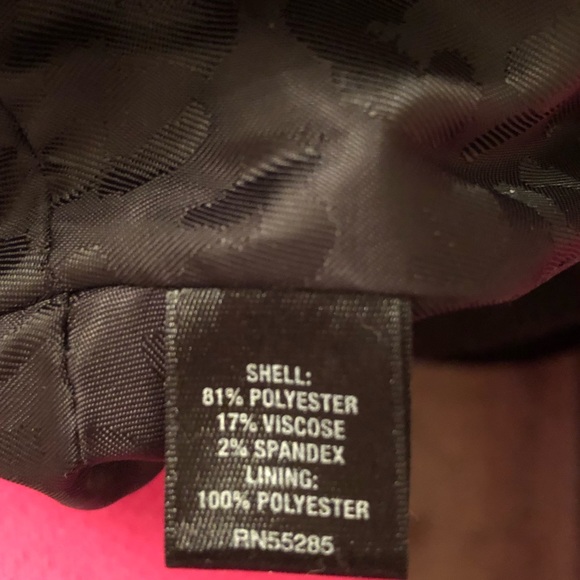 SHELL:
81% POLYESTER
17% VISCOSE
2% SPANDEX
LINING:
100% POLYESTER
RN55285